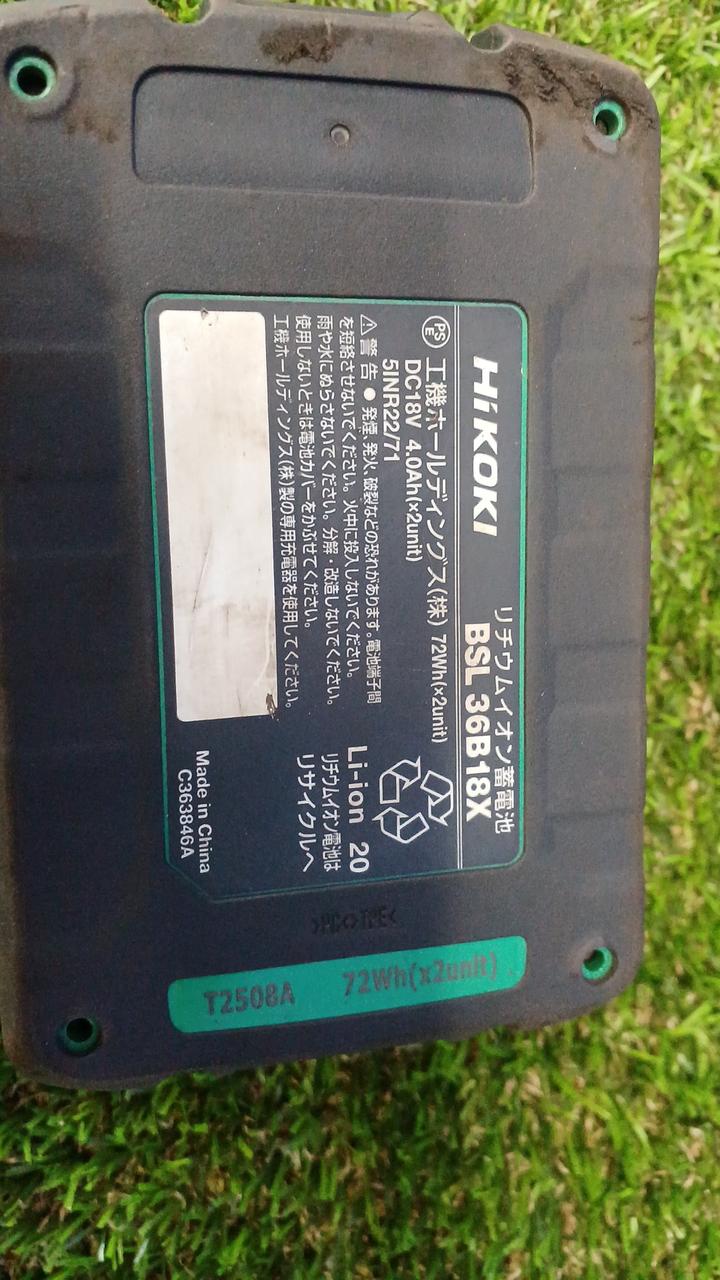 HiKOKI
リチウムイオン蓄電池
BSL 36B18X
PS
E
工機ホールディングス(株) 72Wh(×2unit)
DC18V 4.0Ah(×2unit)
5INR22/71
⚠警告 ● 発煙、発火、破裂などの恐れがあります。電池端子間
を短絡させないでください。火中に投入しないでください。
雨や水にぬらさないでください。分解・改造しないでください。
使用しないときは電池カバーをかぶせてください。
工機ホールディングス(株)製の専用充電器を使用してください。
Li-ion 20
リチウムイオン電池は
リサイクルへ
Made in China
C363846A
T2508A 72Wh(x2unit)